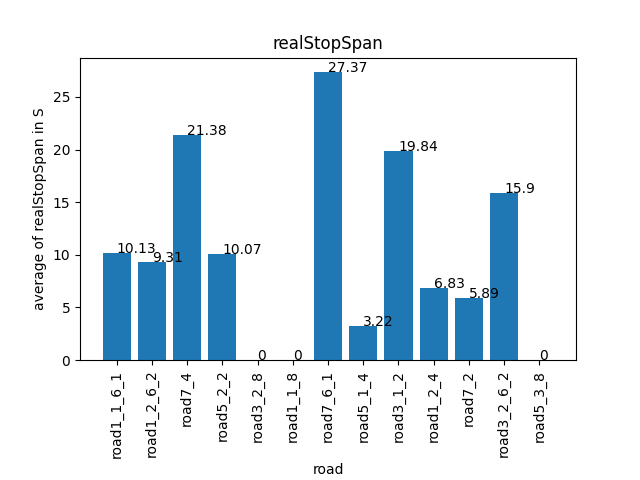 realStopSpan
average of realStopSpan in S
25
20
15
10
5
0
10.13
9.31
21.38
10.07
0
0
27.37
3.22
19.84
6.83
5.89
15.9
0
road1_1_6_1
road1_2_6_2
road7_4
road5_2_2
road3_2_8
road1_1_8
road7_6_1
road5_1_4
road3_1_2
road1_2_4
road7_2
road3_2_6_2
road5_3_8
road